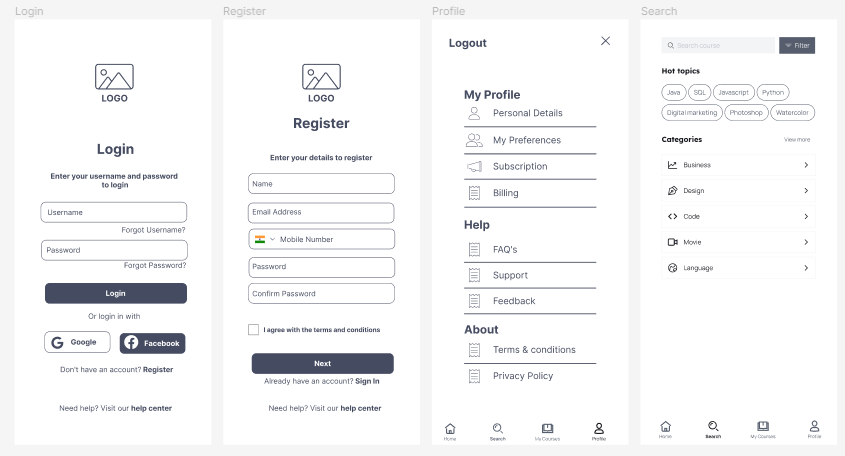 Login
LOGO
Login
Enter your username and password
to login
Username
Forgot Username?
Password
Forgot Password?
Login
Or login in with
Google
Facebook
Don't have an account? Register
Need help? Visit our help center
Register
LOGO
Register
Enter your details to register
Name
Email Address
Mobile Number
Password
Confirm Password
I agree with the terms and conditions
Next
Already have an account? Sign In
Need help? Visit our help center
Profile
Logout
My Profile
Personal Details
My Preferences
Subscription
Billing
Help
FAQ's
Support
Feedback
About
Terms & conditions
Privacy Policy
Home Search My Courses Profile
Search
Search course Filter
Hot topics
Java SQL Javascript Python
Digital marketing Photoshop Watercolor
Categories View more
Business
Design
Code
Movie
Language
Home Search My Courses Profile